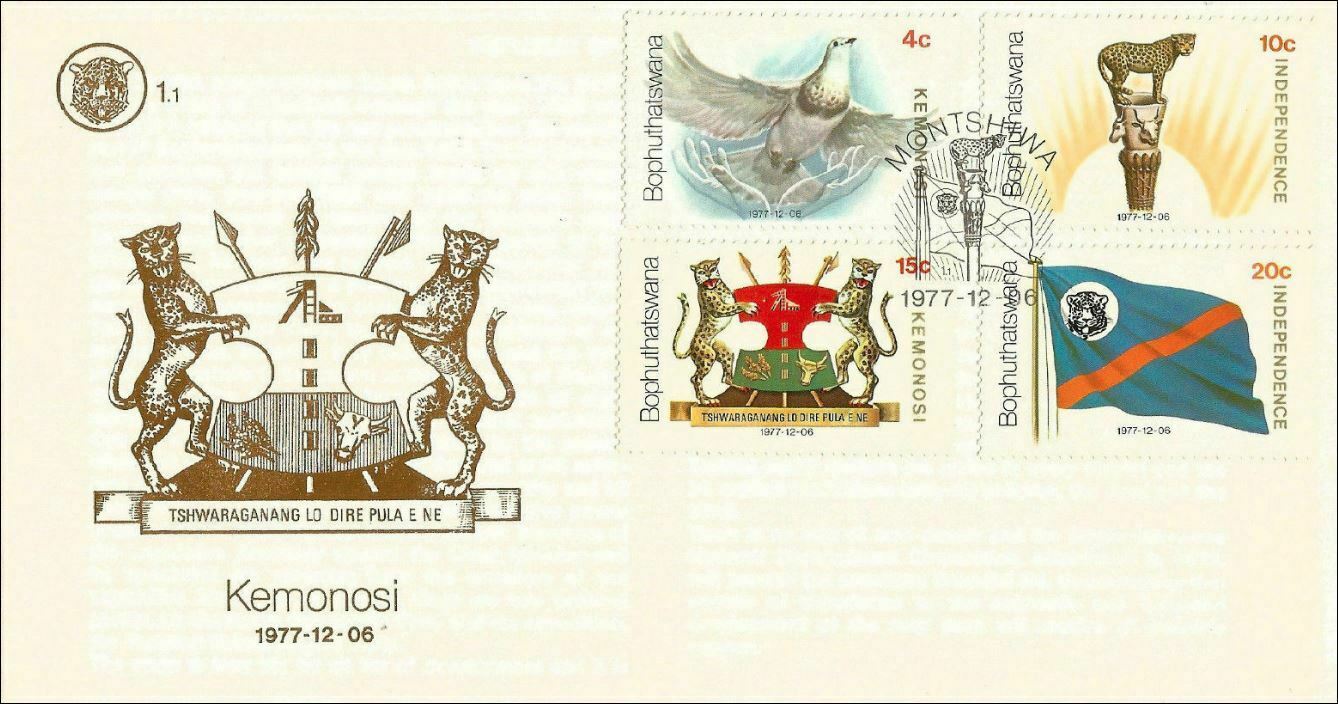 1.1
TSHWARAGANANG LO DIRE PULA E NE
Kemonosi
1977-12-06
Bophuthatswana
4c
KEMONOSI
1977-12-06
Bophuthatswana
10c
INDEPENDENCE
1977-12-06
MONTSHIWA
1.1
1977-12-06
Bophuthatswana
15c
KEMONOSI
TSHWARAGANANG LO DIRE PULA E NE
1977-12-06
Bophuthatswana
20c
INDEPENDENCE
1977-12-06